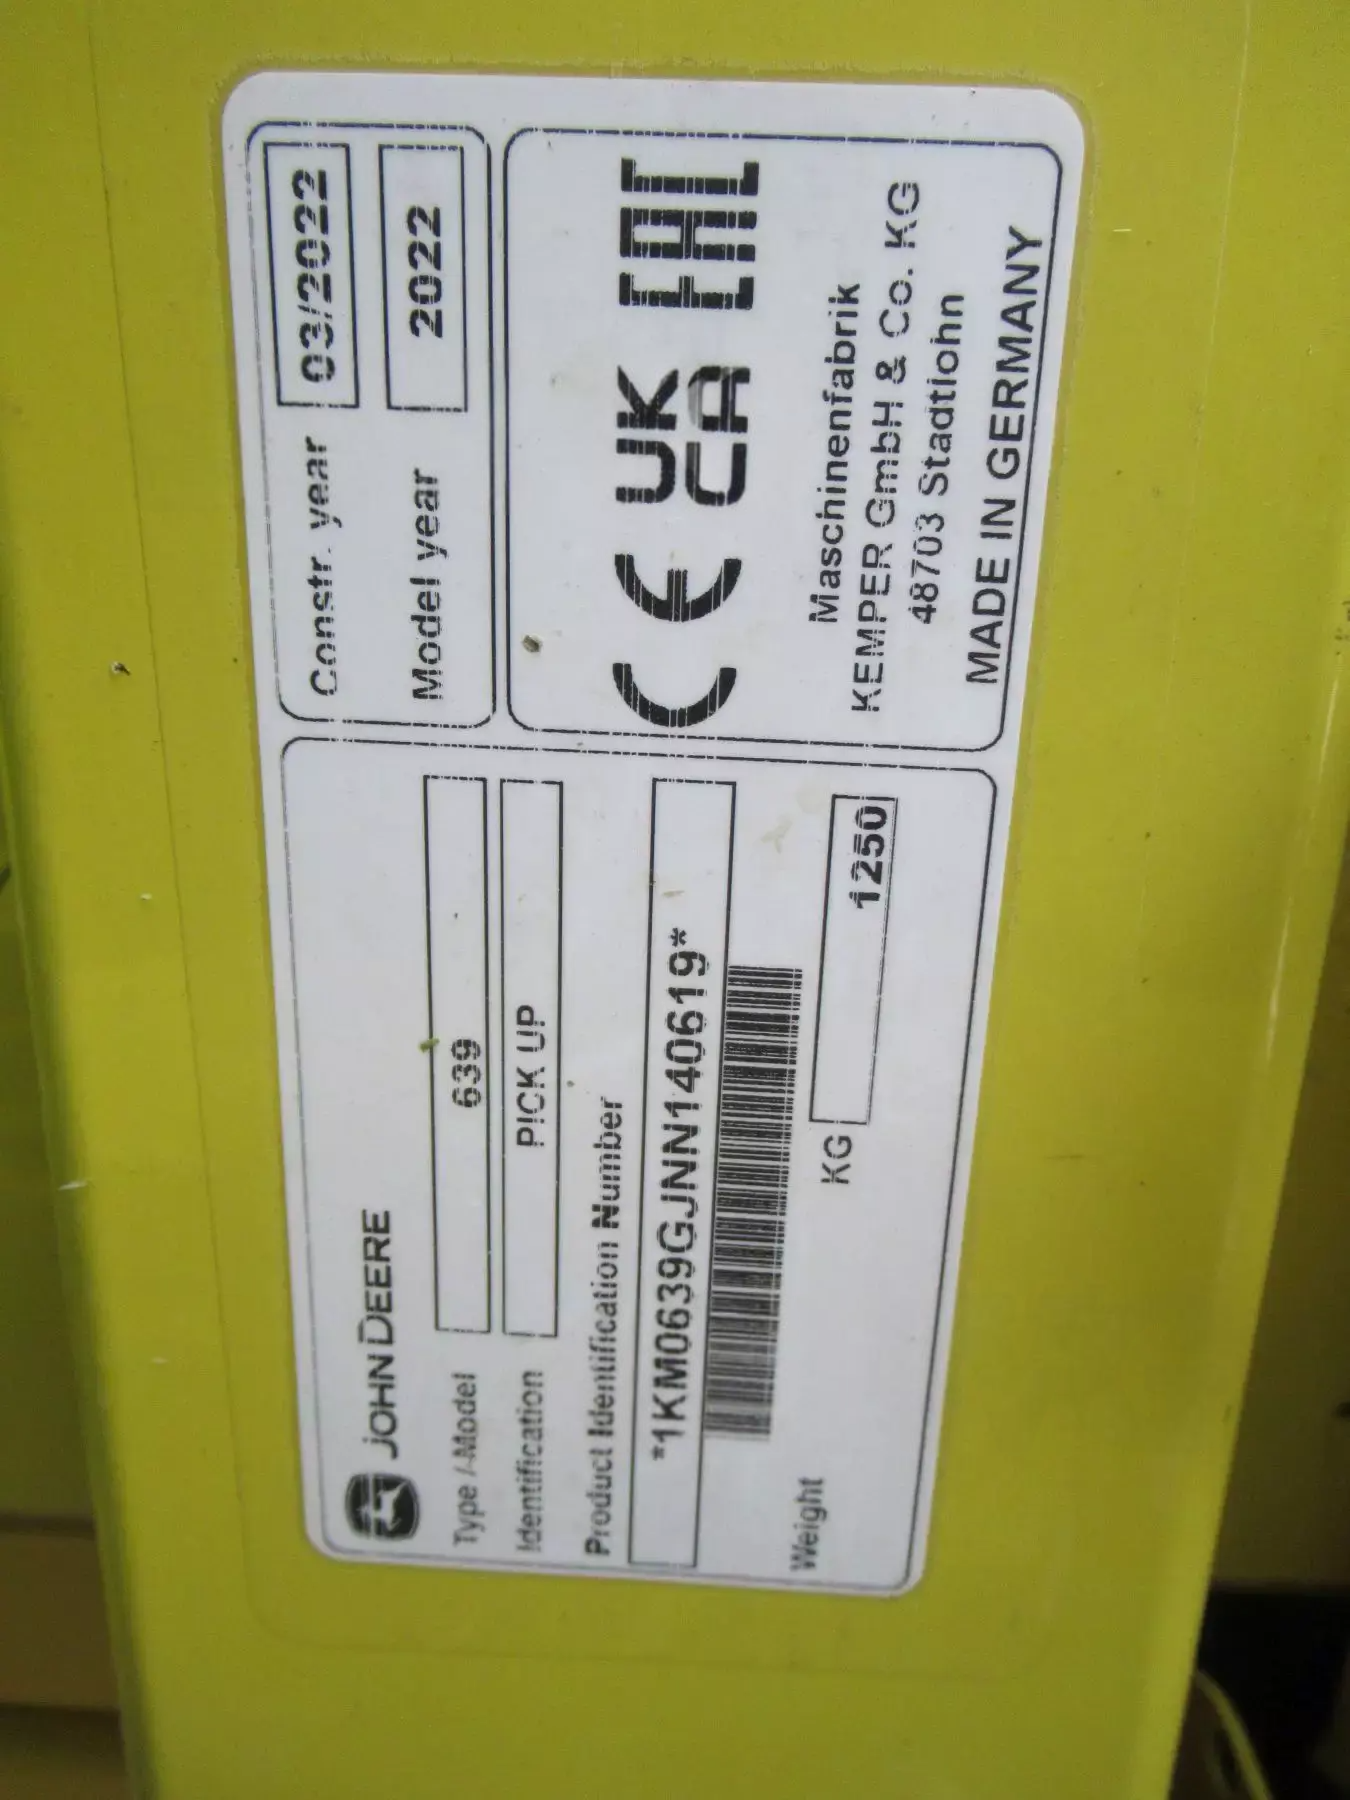 JOHN DEERE
Type /-Model 639
Identification PICK UP
Product Identification Number
*1KM0639GJNN140619*
Weight KG 1250
Constr. year 03/2022
Model year 2022
CE UK CA EAC
Maschinenfabrik
KEMPER GmbH & Co. KG
48703 Stadtlohn
MADE IN GERMANY